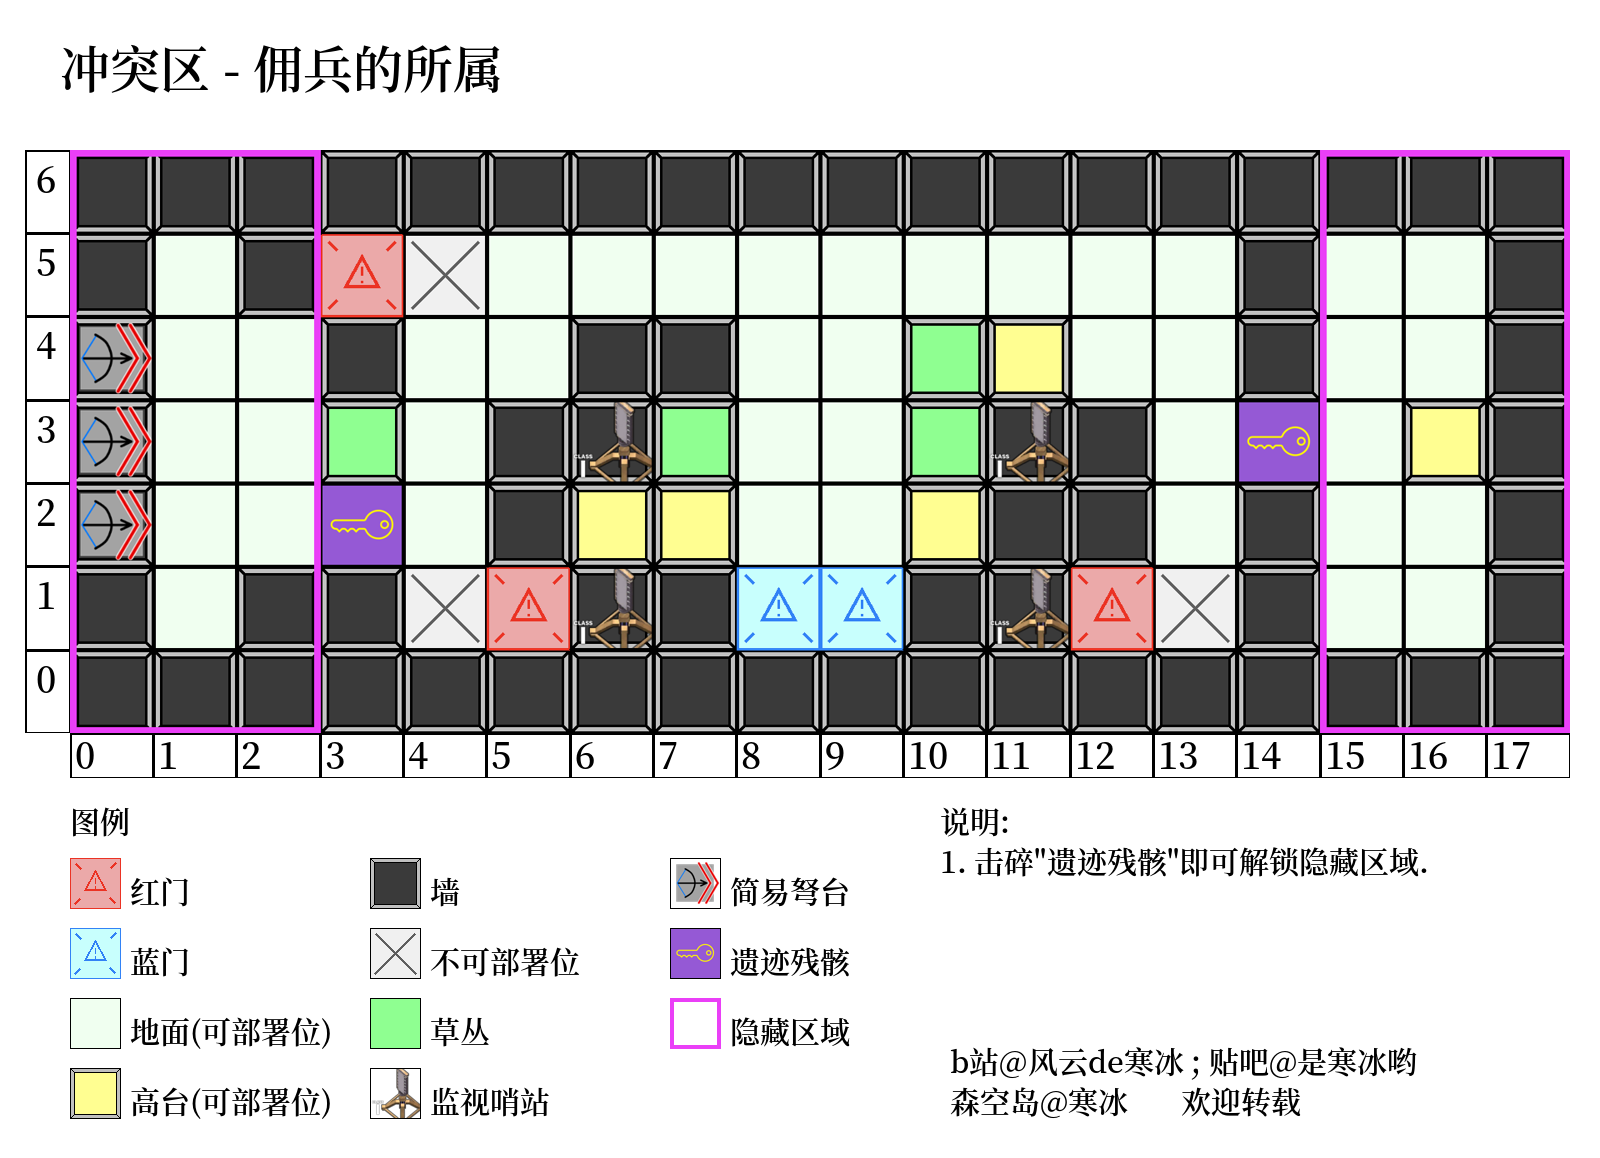 冲突区 - 佣兵的所属
6
5
4
3
2
1
0
0 1 2 3 4 5 6 7 8 9 10 11 12 13 14 15 16 17
CLASS
CLASS
CLASS
CLASS
图例
红门
墙
简易弩台
蓝门
不可部署位
遗迹残骸
地面(可部署位)
草丛
隐藏区域
高台(可部署位)
监视哨站
说明:
1. 击碎"遗迹残骸"即可解锁隐藏区域.
b站@风云de寒冰 ; 贴吧@是寒冰哟
森空岛@寒冰 欢迎转载